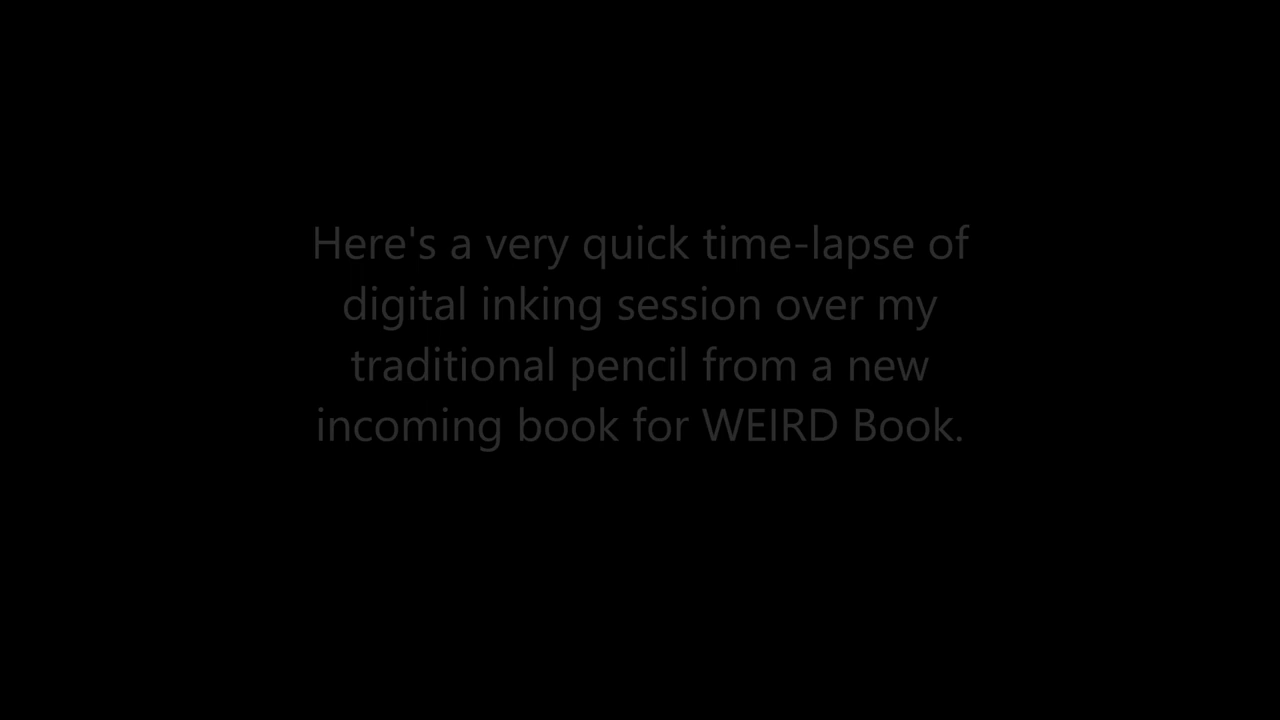 Here's a very quick time-lapse of
digital inking session over my
traditional pencil from a new
incoming book for WEIRD Book.